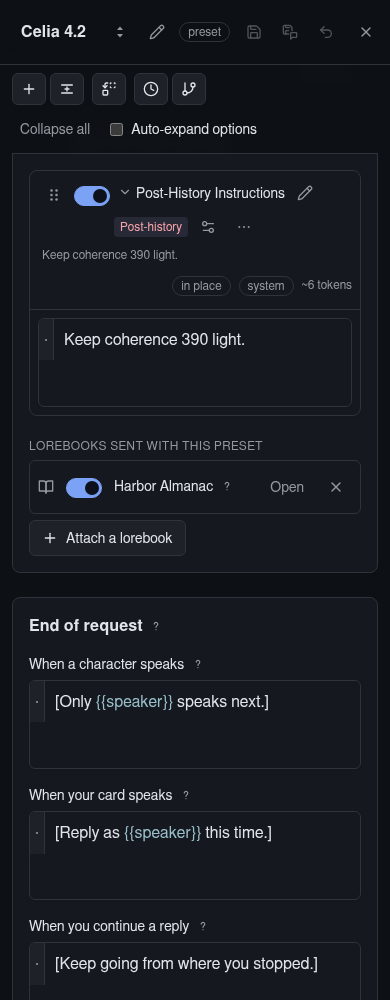 Celia 4.2
preset
Collapse all
Auto-expand options
Post-History Instructions
Post-history
Keep coherence 390 light.
in place
system
~6 tokens
Keep coherence 390 light.
LOREBOOKS SENT WITH THIS PRESET
Harbor Almanac ?
Open
Attach a lorebook
End of request ?
When a character speaks ?
[Only {{speaker}} speaks next.]
When your card speaks ?
[Reply as {{speaker}} this time.]
When you continue a reply ?
[Keep going from where you stopped.]